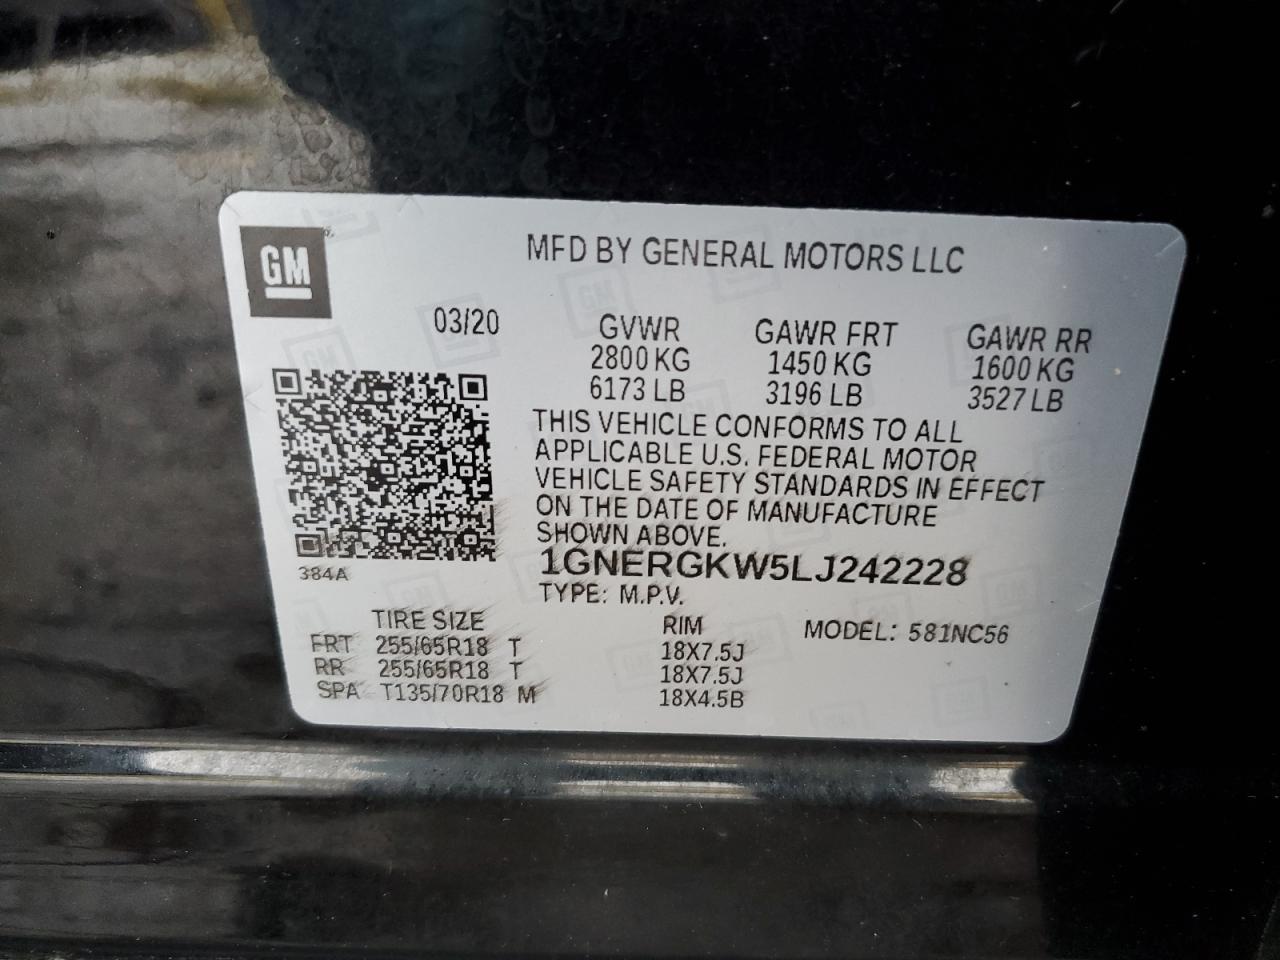 GM
MFD BY GENERAL MOTORS LLC
03/20
GVWR GAWR FRT GAWR RR
2800 KG 1450 KG 1600 KG
6173 LB 3196 LB 3527 LB
THIS VEHICLE CONFORMS TO ALL
APPLICABLE U.S. FEDERAL MOTOR
VEHICLE SAFETY STANDARDS IN EFFECT
ON THE DATE OF MANUFACTURE
SHOWN ABOVE.
1GNERGKW5LJ242228
384A
TYPE: M.P.V.
TIRE SIZE RIM MODEL: 581NC56
FRT 255/65R18 T 18X7.5J
RR 255/65R18 T 18X7.5J
SPA T135/70R18 M 18X4.5B